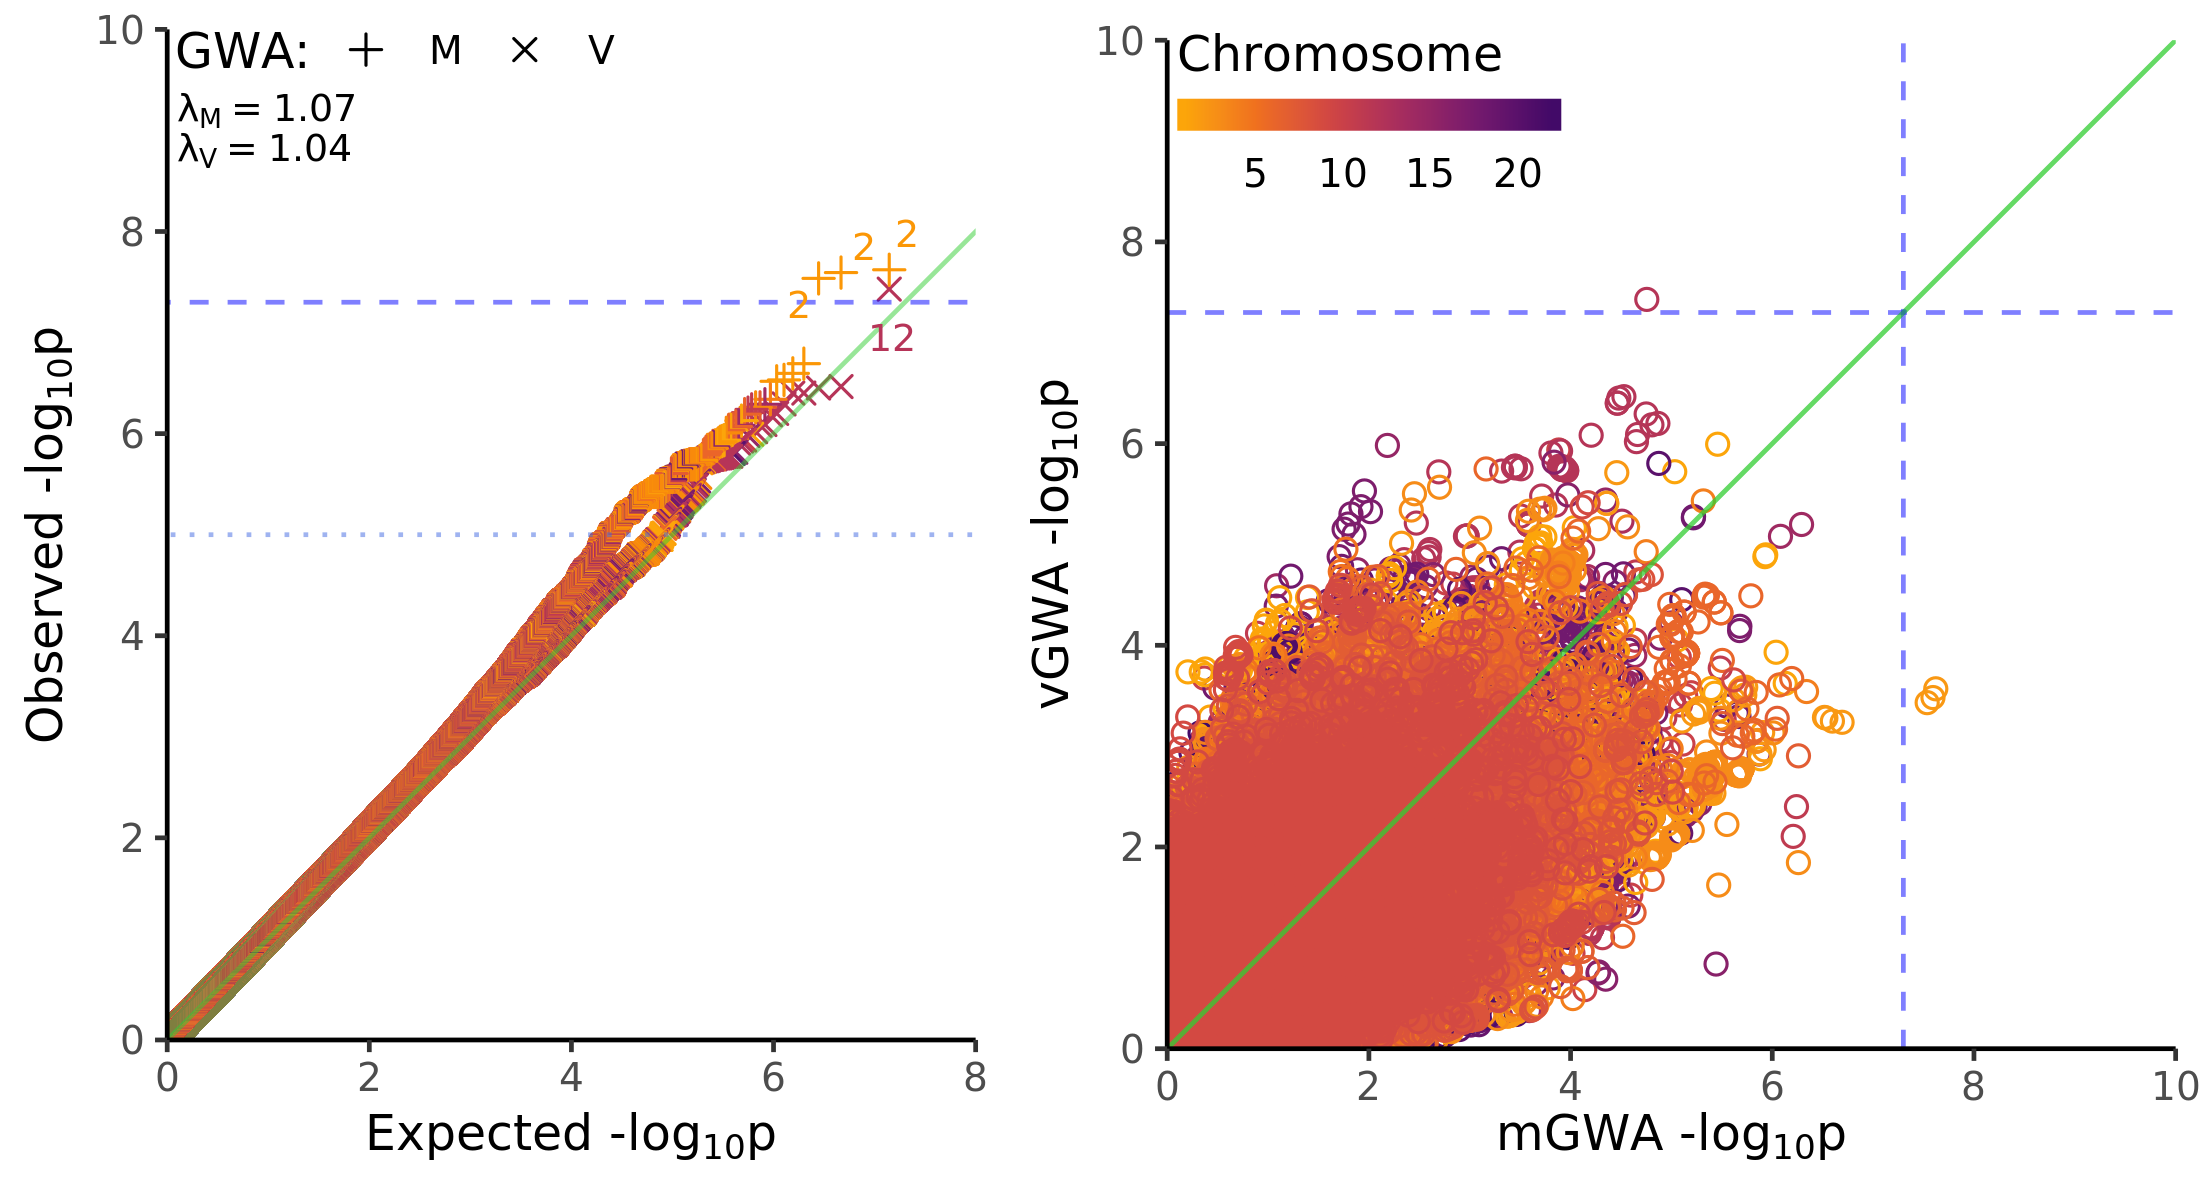 GWA: + M × V
λM = 1.07
λV = 1.04
10
8
6
4
2
0
2
2
2
12
0 2 4 6 8
Expected -log10p
Observed -log10p
Chromosome
5 10 15 20
10
8
6
4
2
0
0 2 4 6 8 10
mGWA -log10p
vGWA -log10p